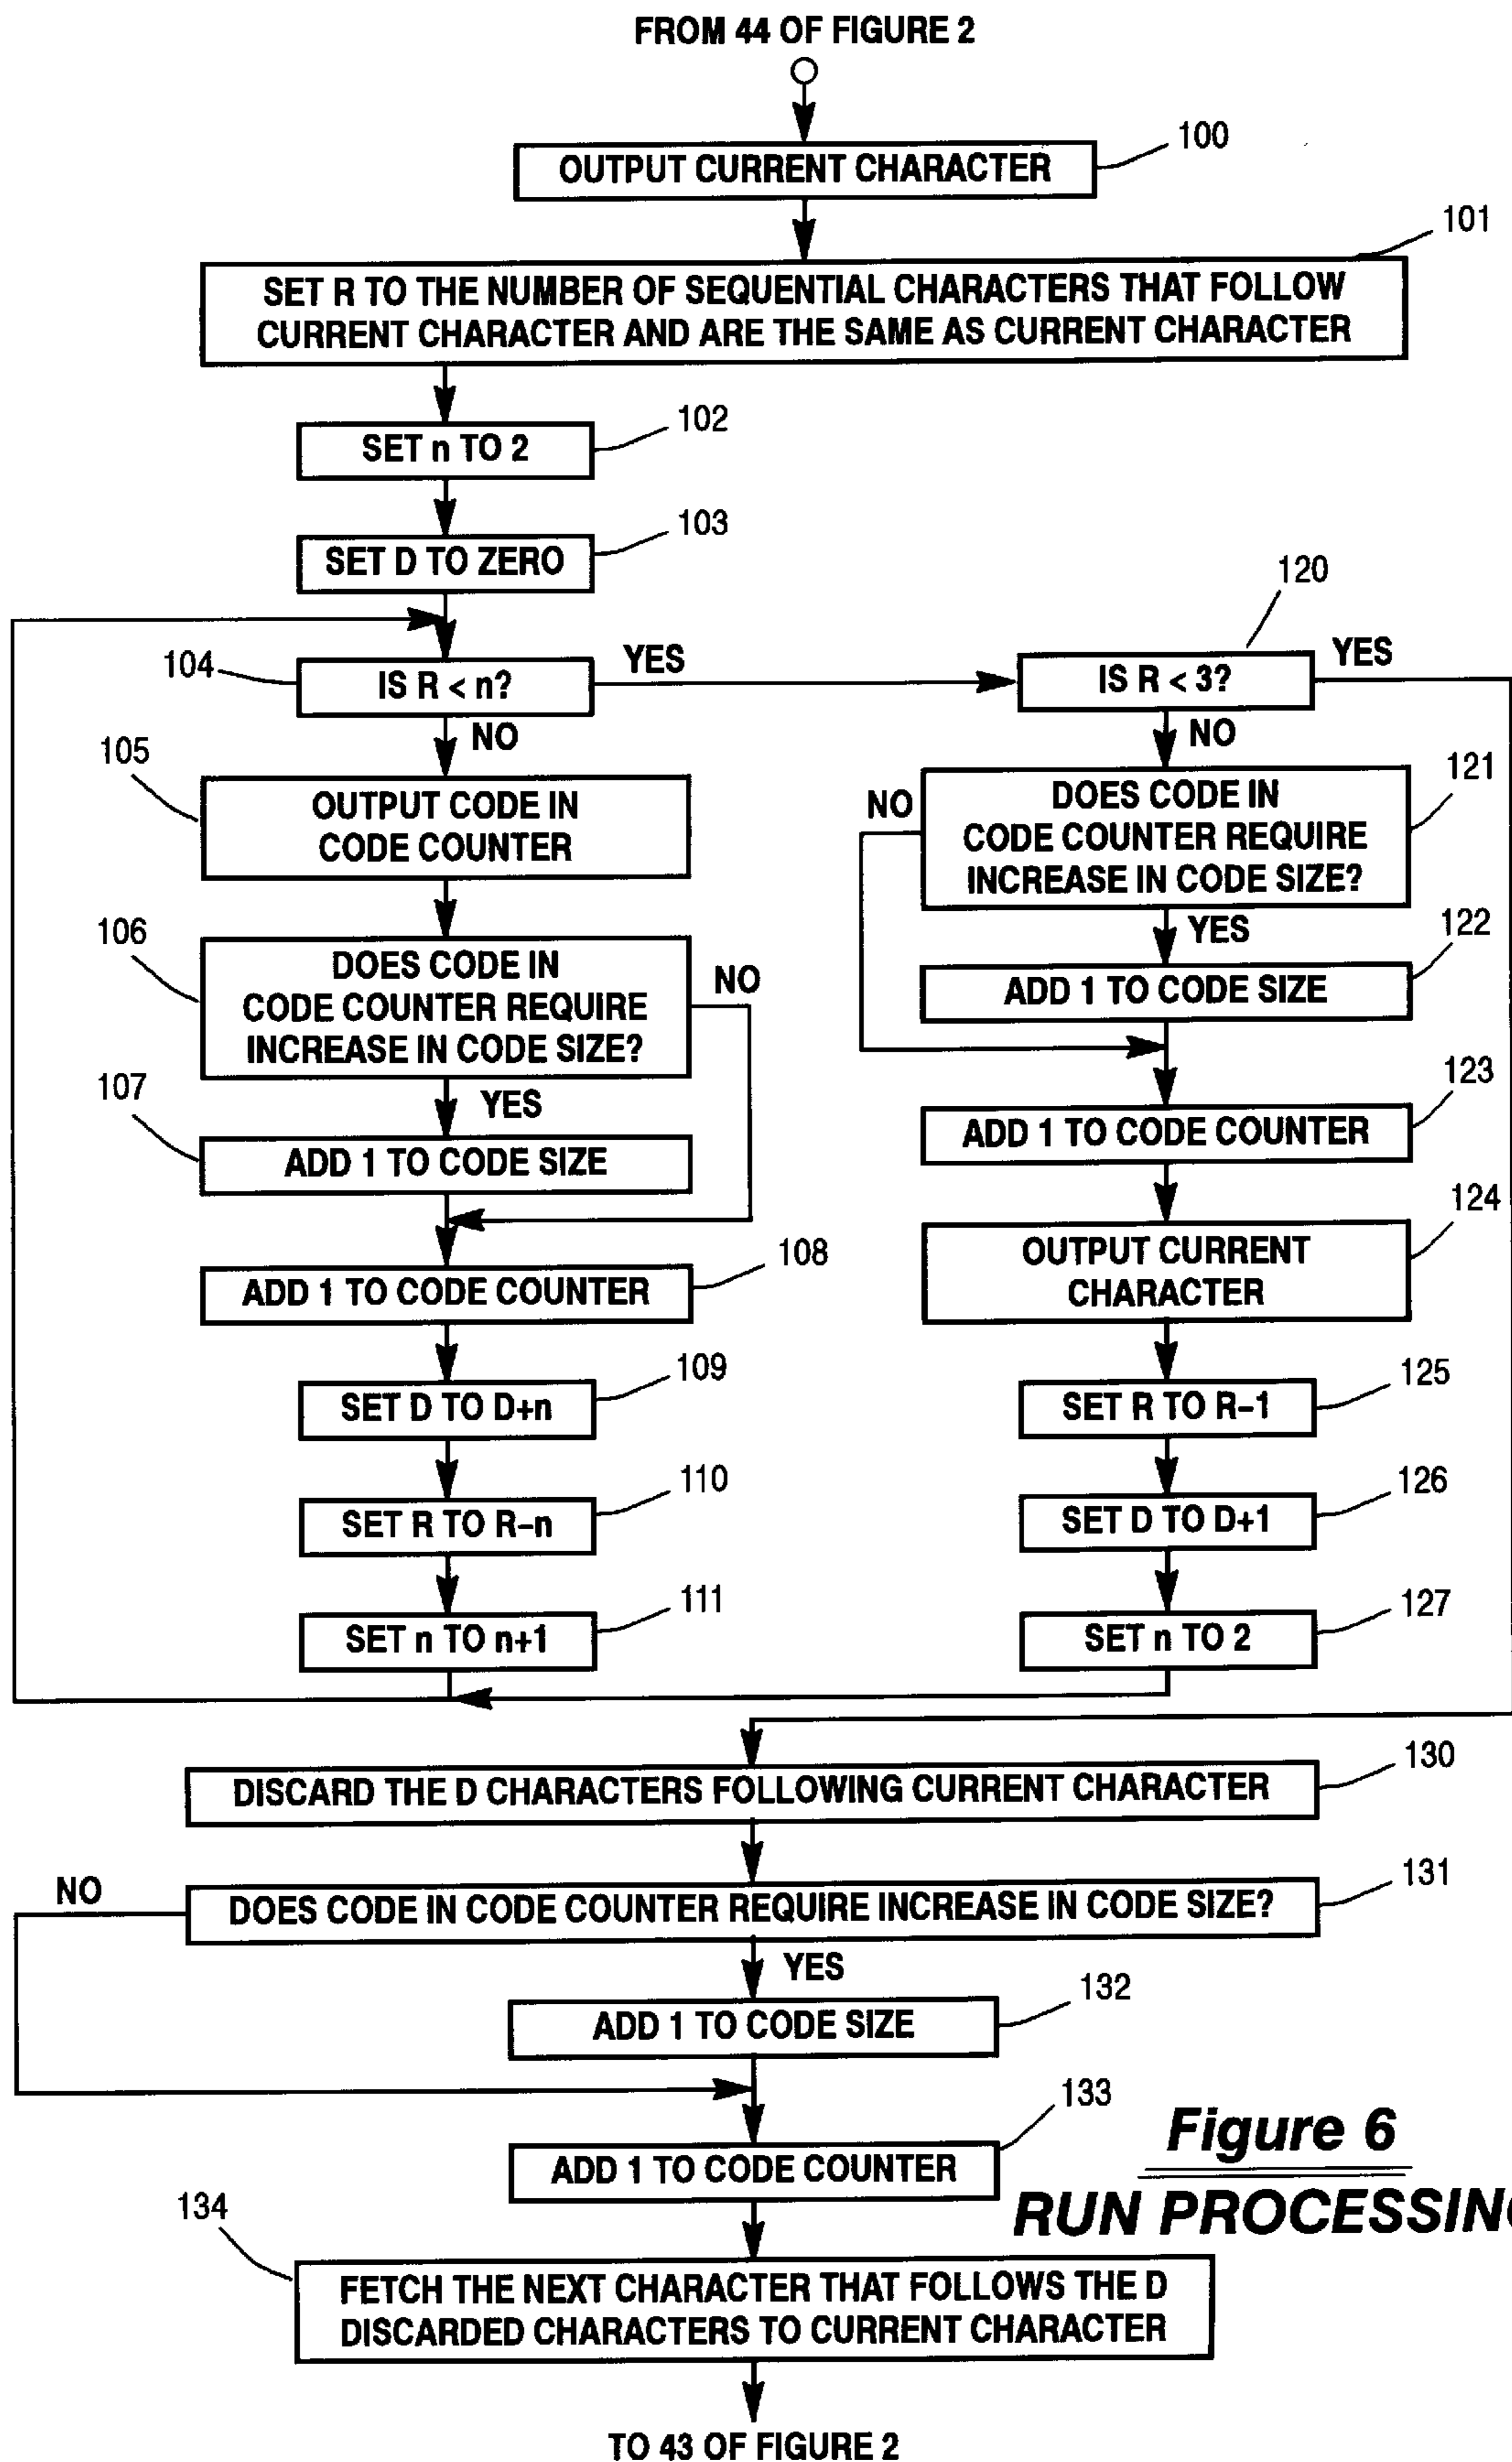 FROM 44 OF FIGURE 2
OUTPUT CURRENT CHARACTER
100
101
SET R TO THE NUMBER OF SEQUENTIAL CHARACTERS THAT FOLLOW
CURRENT CHARACTER AND ARE THE SAME AS CURRENT CHARACTER
102
SET n TO 2
103
SET D TO ZERO
104
IS R < n?
YES
NO
105
OUTPUT CODE IN
CODE COUNTER
106
DOES CODE IN
CODE COUNTER REQUIRE
INCREASE IN CODE SIZE?
NO
YES
107
ADD 1 TO CODE SIZE
108
ADD 1 TO CODE COUNTER
109
SET D TO D+n
110
SET R TO R–n
111
SET n TO n+1
120
IS R < 3?
YES
NO
121
DOES CODE IN
CODE COUNTER REQUIRE
INCREASE IN CODE SIZE?
NO
YES
122
ADD 1 TO CODE SIZE
123
ADD 1 TO CODE COUNTER
124
OUTPUT CURRENT
CHARACTER
125
SET R TO R–1
126
SET D TO D+1
127
SET n TO 2
130
DISCARD THE D CHARACTERS FOLLOWING CURRENT CHARACTER
131
DOES CODE IN CODE COUNTER REQUIRE INCREASE IN CODE SIZE?
NO
YES
132
ADD 1 TO CODE SIZE
133
ADD 1 TO CODE COUNTER
134
FETCH THE NEXT CHARACTER THAT FOLLOWS THE D
DISCARDED CHARACTERS TO CURRENT CHARACTER
TO 43 OF FIGURE 2
Figure 6
RUN PROCESSING